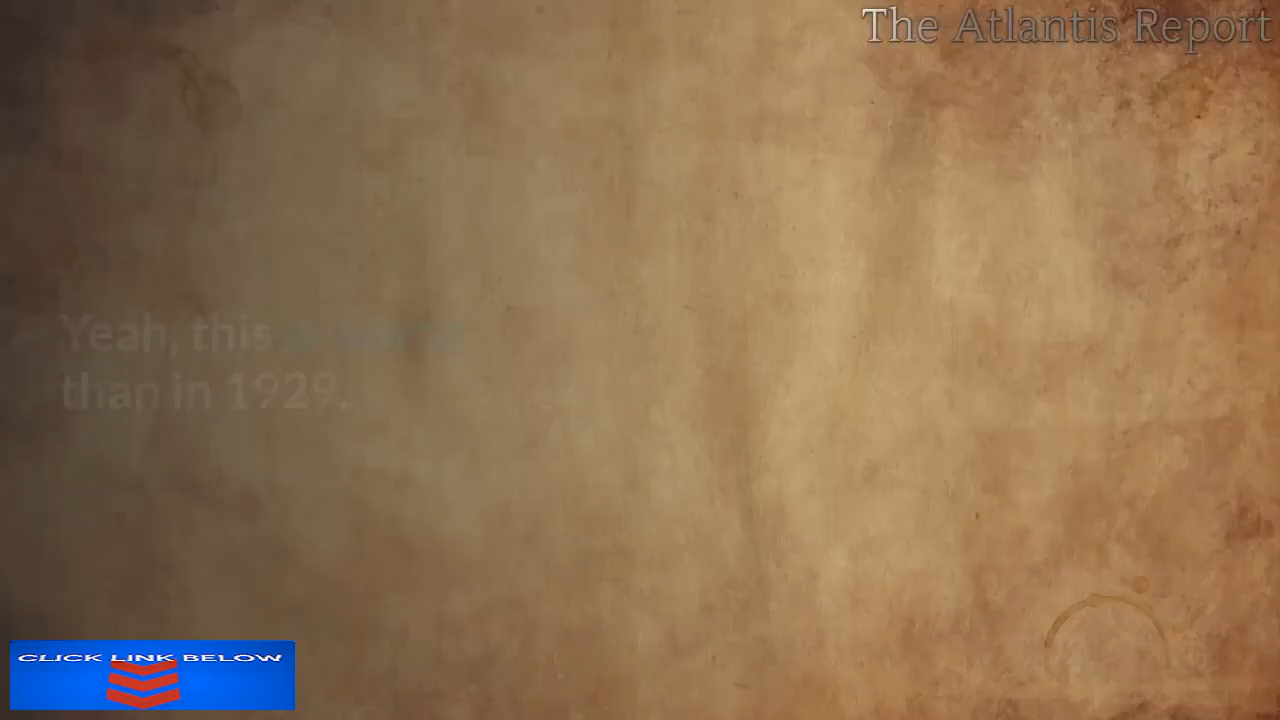 The Atlantis Report
Yeah, this
than in 1929.
CLICK LINK BELOW